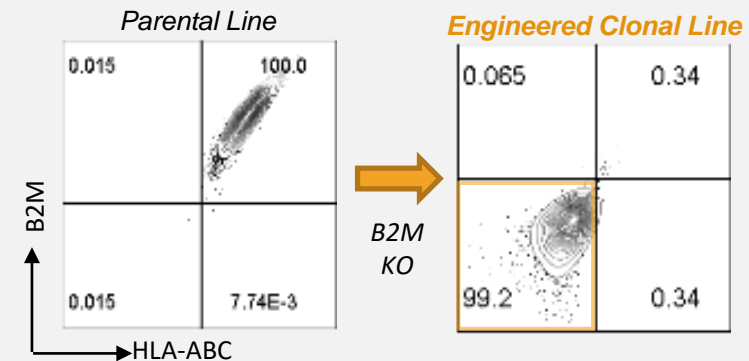 Parental Line
Engineered Clonal Line
0.015
100.0
0.015
7.74E-3
B2M
HLA-ABC
B2M
KO
0.065
0.34
99.2
0.34